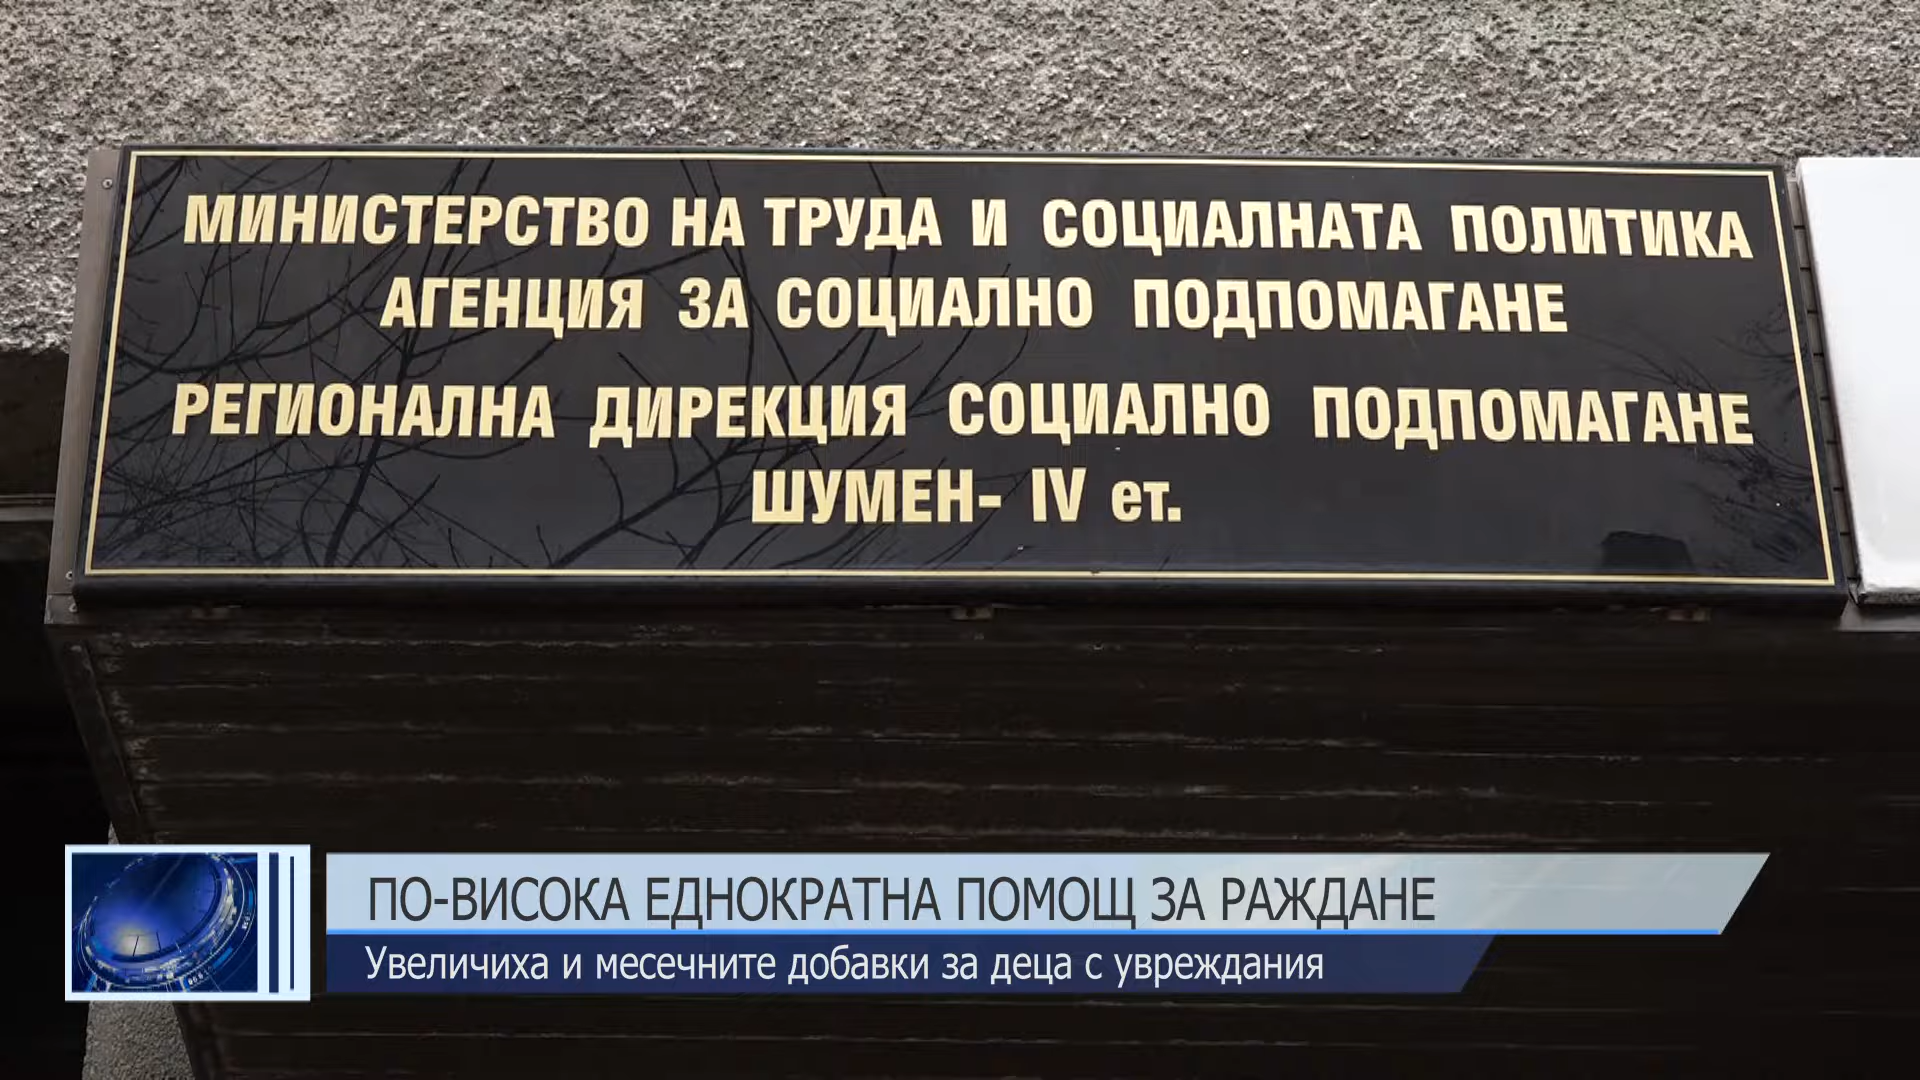 МИНИСТЕРСТВО НА ТРУДА И СОЦИАЛНАТА ПОЛИТИКА
АГЕНЦИЯ ЗА СОЦИАЛНО ПОДПОМАГАНЕ
РЕГИОНАЛНА ДИРЕКЦИЯ СОЦИАЛНО ПОДПОМАГАНЕ
ШУМЕН- IV ет.
ПО-ВИСОКА ЕДНОКРАТНА ПОМОЩ ЗА РАЖДАНЕ
Увеличиха и месечните добавки за деца с увреждания